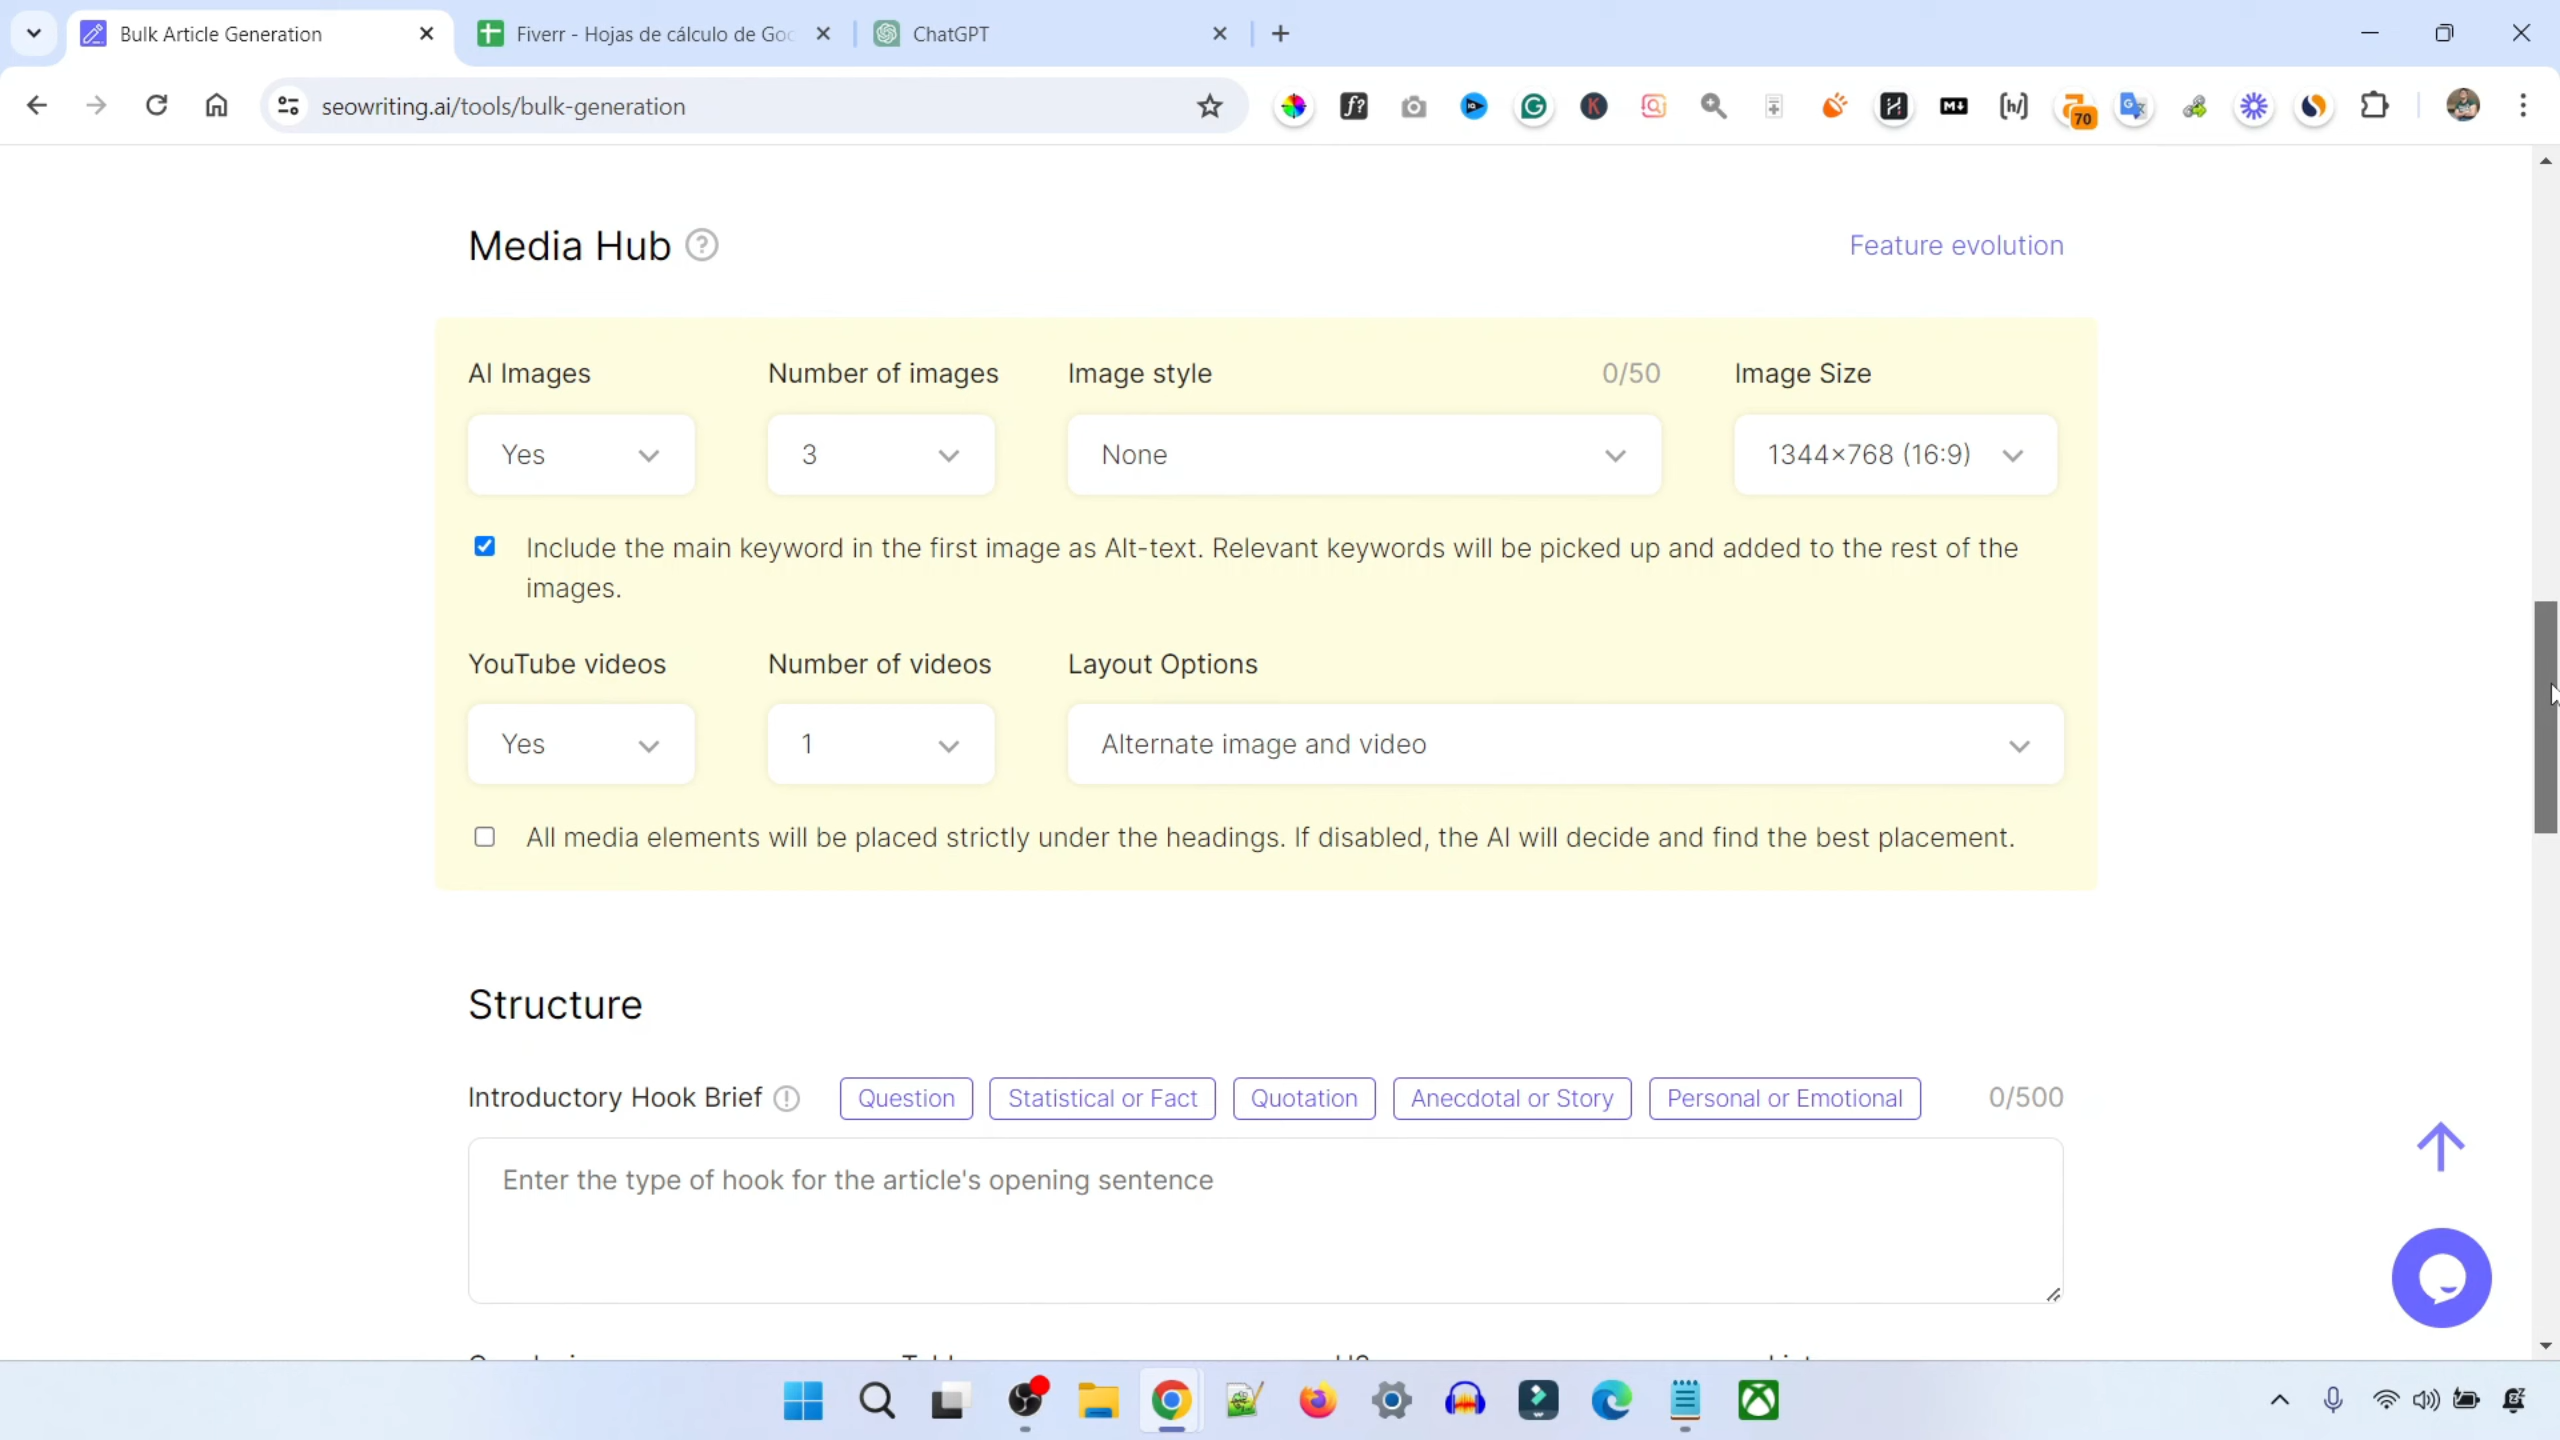 Bulk Article Generation
Fiverr - Hojas de cálculo de Goo
ChatGPT
seowriting.ai/tools/bulk-generation
f?
K
M
[h/]
70
Media Hub ?
Feature evolution
AI Images
Number of images
Image style
0/50
Image Size
Yes
3
None
1344×768 (16:9)
Include the main keyword in the first image as Alt-text. Relevant keywords will be picked up and added to the rest of the
images.
YouTube videos
Number of videos
Layout Options
Yes
1
Alternate image and video
All media elements will be placed strictly under the headings. If disabled, the AI will decide and find the best placement.
Structure
Introductory Hook Brief !
Question
Statistical or Fact
Quotation
Anecdotal or Story
Personal or Emotional
0/500
Enter the type of hook for the article's opening sentence